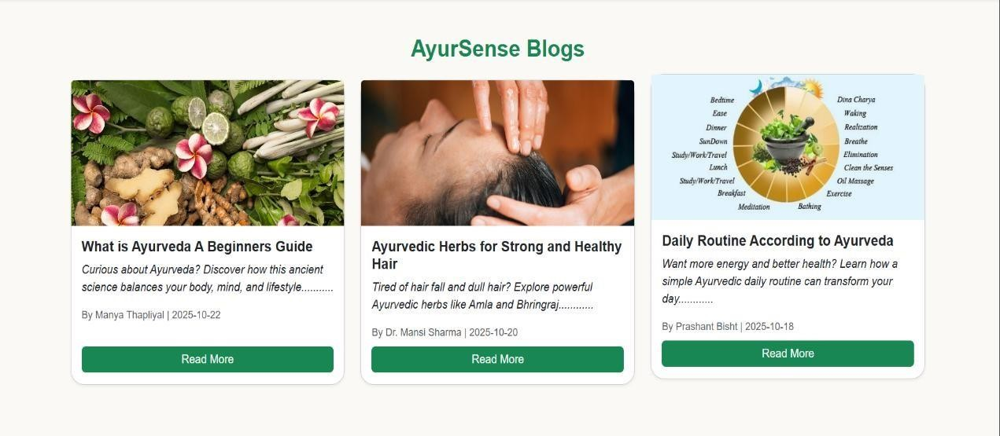 AyurSense Blogs
What is Ayurveda A Beginners Guide
Curious about Ayurveda? Discover how this ancient
science balances your body, mind, and lifestyle...........
By Manya Thapliyal | 2025-10-22
Read More
Ayurvedic Herbs for Strong and Healthy
Hair
Tired of hair fall and dull hair? Explore powerful
Ayurvedic herbs like Amla and Bhringraj............
By Dr. Mansi Sharma | 2025-10-20
Read More
Bedtime
Ease
Dinner
SunDown
Study/Work/Travel
Lunch
Study/Work/Travel
Breakfast
Meditation
Dina Charya
Waking
Realization
Breathe
Elimination
Clean the Senses
Oil Massage
Exercise
Bathing
Daily Routine According to Ayurveda
Want more energy and better health? Learn how a
simple Ayurvedic daily routine can transform your
day............
By Prashant Bisht | 2025-10-18
Read More